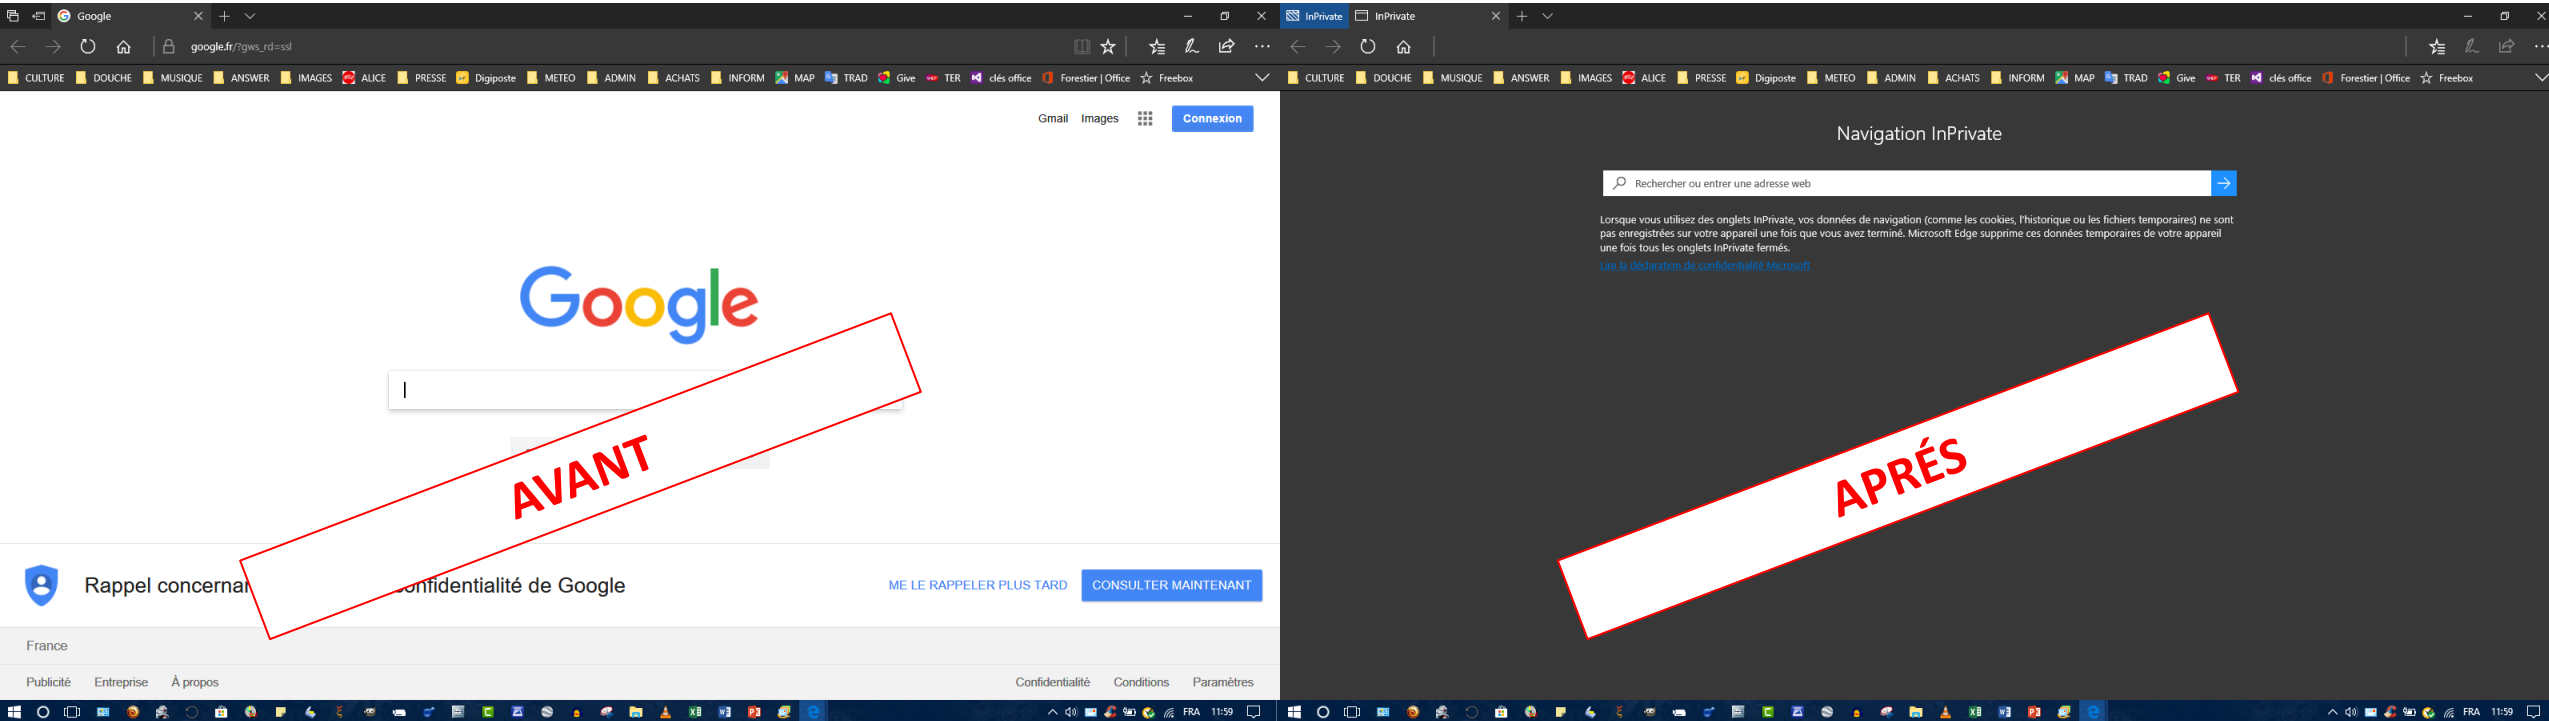 Google
google.fr/?gws_rd=ssl
CULTURE DOUCHE MUSIQUE ANSWER IMAGES ALICE PRESSE Digiposte METEO ADMIN ACHATS INFORM MAP TRAD Give TER clés office Forestier | Office Freebox
Gmail Images Connexion
Google
AVANT
Rappel concerna onfidentialité de Google
ME LE RAPPELER PLUS TARD CONSULTER MAINTENANT
France
Publicité Entreprise À propos Confidentialité Conditions Paramètres
FRA 11:59
InPrivate InPrivate
CULTURE DOUCHE MUSIQUE ANSWER IMAGES ALICE PRESSE Digiposte METEO ADMIN ACHATS INFORM MAP TRAD Give TER clés office Forestier | Office Freebox
Navigation InPrivate
Rechercher ou entrer une adresse web
Lorsque vous utilisez des onglets InPrivate, vos données de navigation (comme les cookies, l'historique ou les fichiers temporaires) ne sont
pas enregistrées sur votre appareil une fois que vous avez terminé. Microsoft Edge supprime ces données temporaires de votre appareil
une fois tous les onglets InPrivate fermés.
Lire la déclaration de confidentialité Microsoft
APRÉS
FRA 11:59